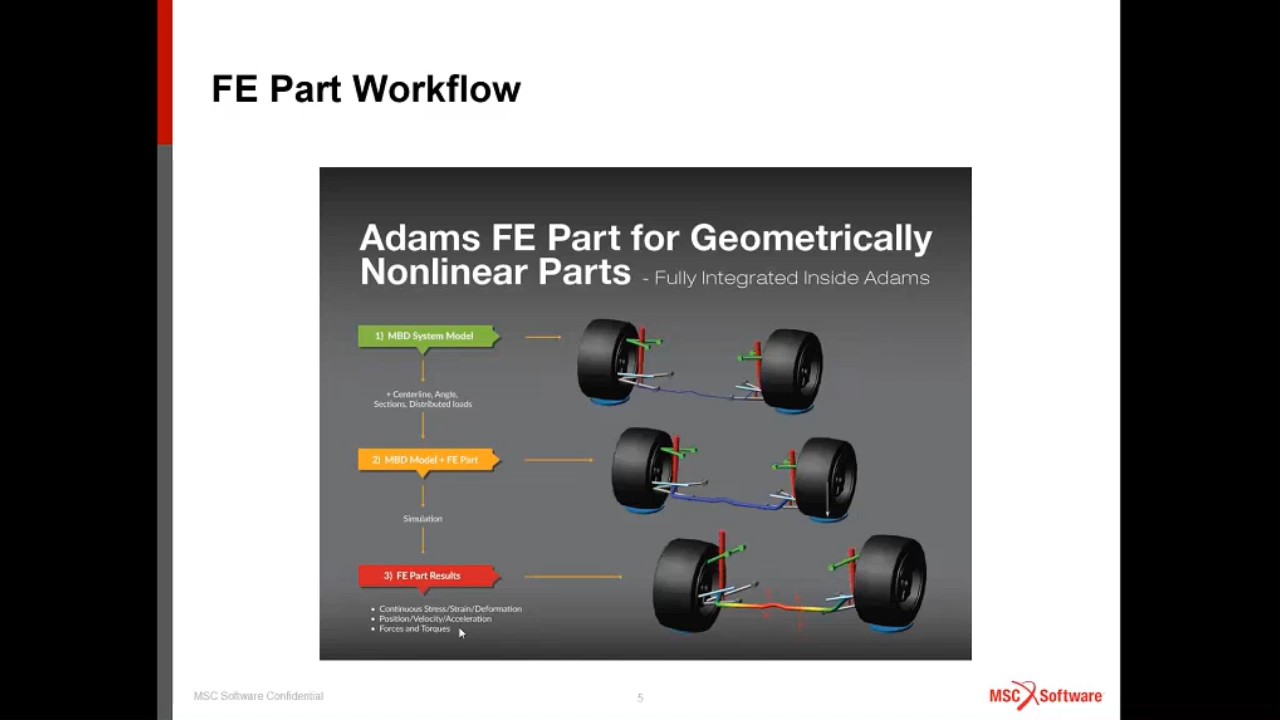 FE Part Workflow
Adams FE Part for Geometrically
Nonlinear Parts - Fully Integrated Inside Adams
1) MBD System Model
+ Centerline, Angle,
Sections, Distributed loads
2) MBD Model + FE Part
Simulation
3) FE Part Results
• Continuous Stress/Strain/Deformation
• Position/Velocity/Acceleration
• Forces and Torques
MSC Software Confidential
5
MSC Software